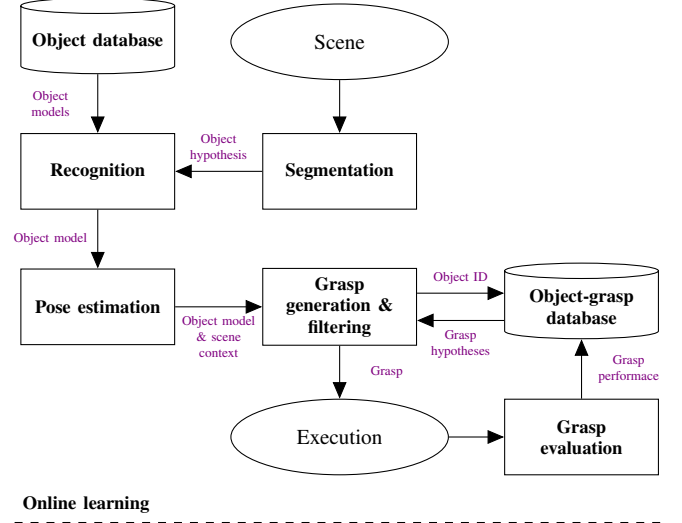 Object database
Scene
Object
models
Recognition
Object
hypothesis
Segmentation
Object model
Pose estimation
Object model
& scene
context
Grasp
generation &
filtering
Object ID
Grasp
hypotheses
Object-grasp
database
Grasp
Grasp
performace
Execution
Grasp
evaluation
Online learning